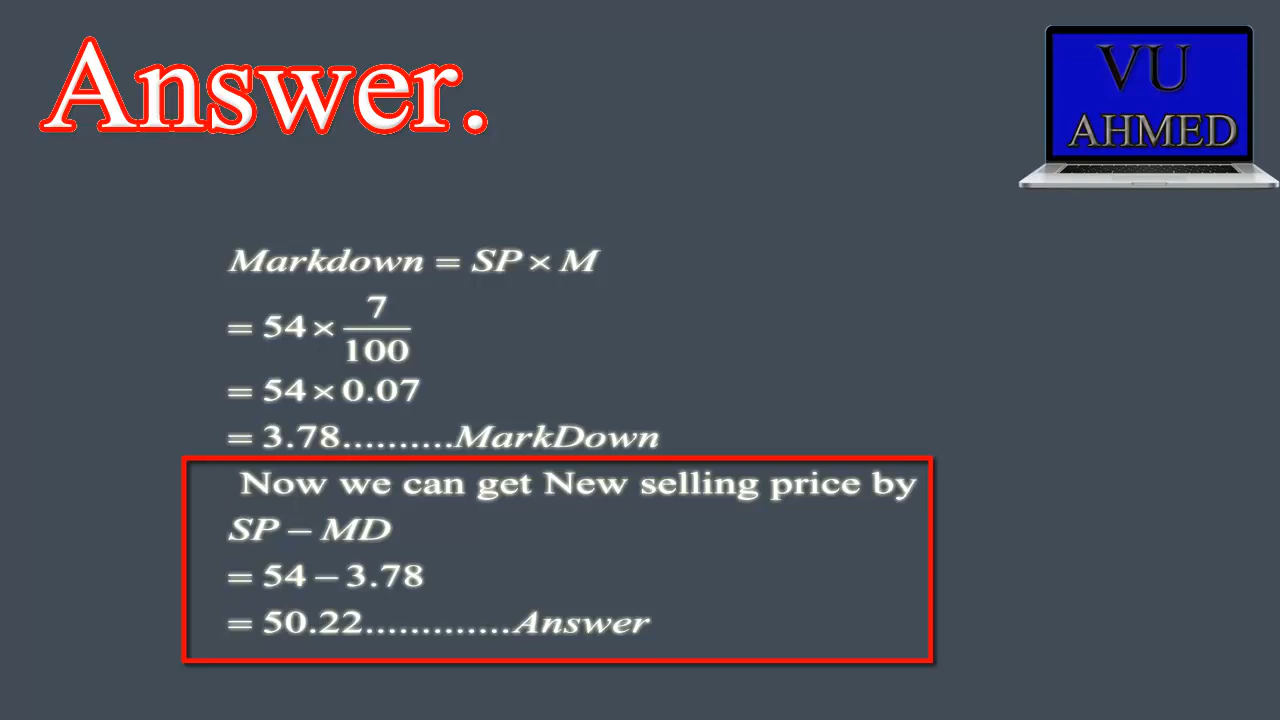 Answer.
VU
AHMED
Markdown = SP × M
= 54 × 7/100
= 54 × 0.07
= 3.78..........MarkDown
Now we can get New selling price by
SP − MD
= 54 − 3.78
= 50.22.............Answer